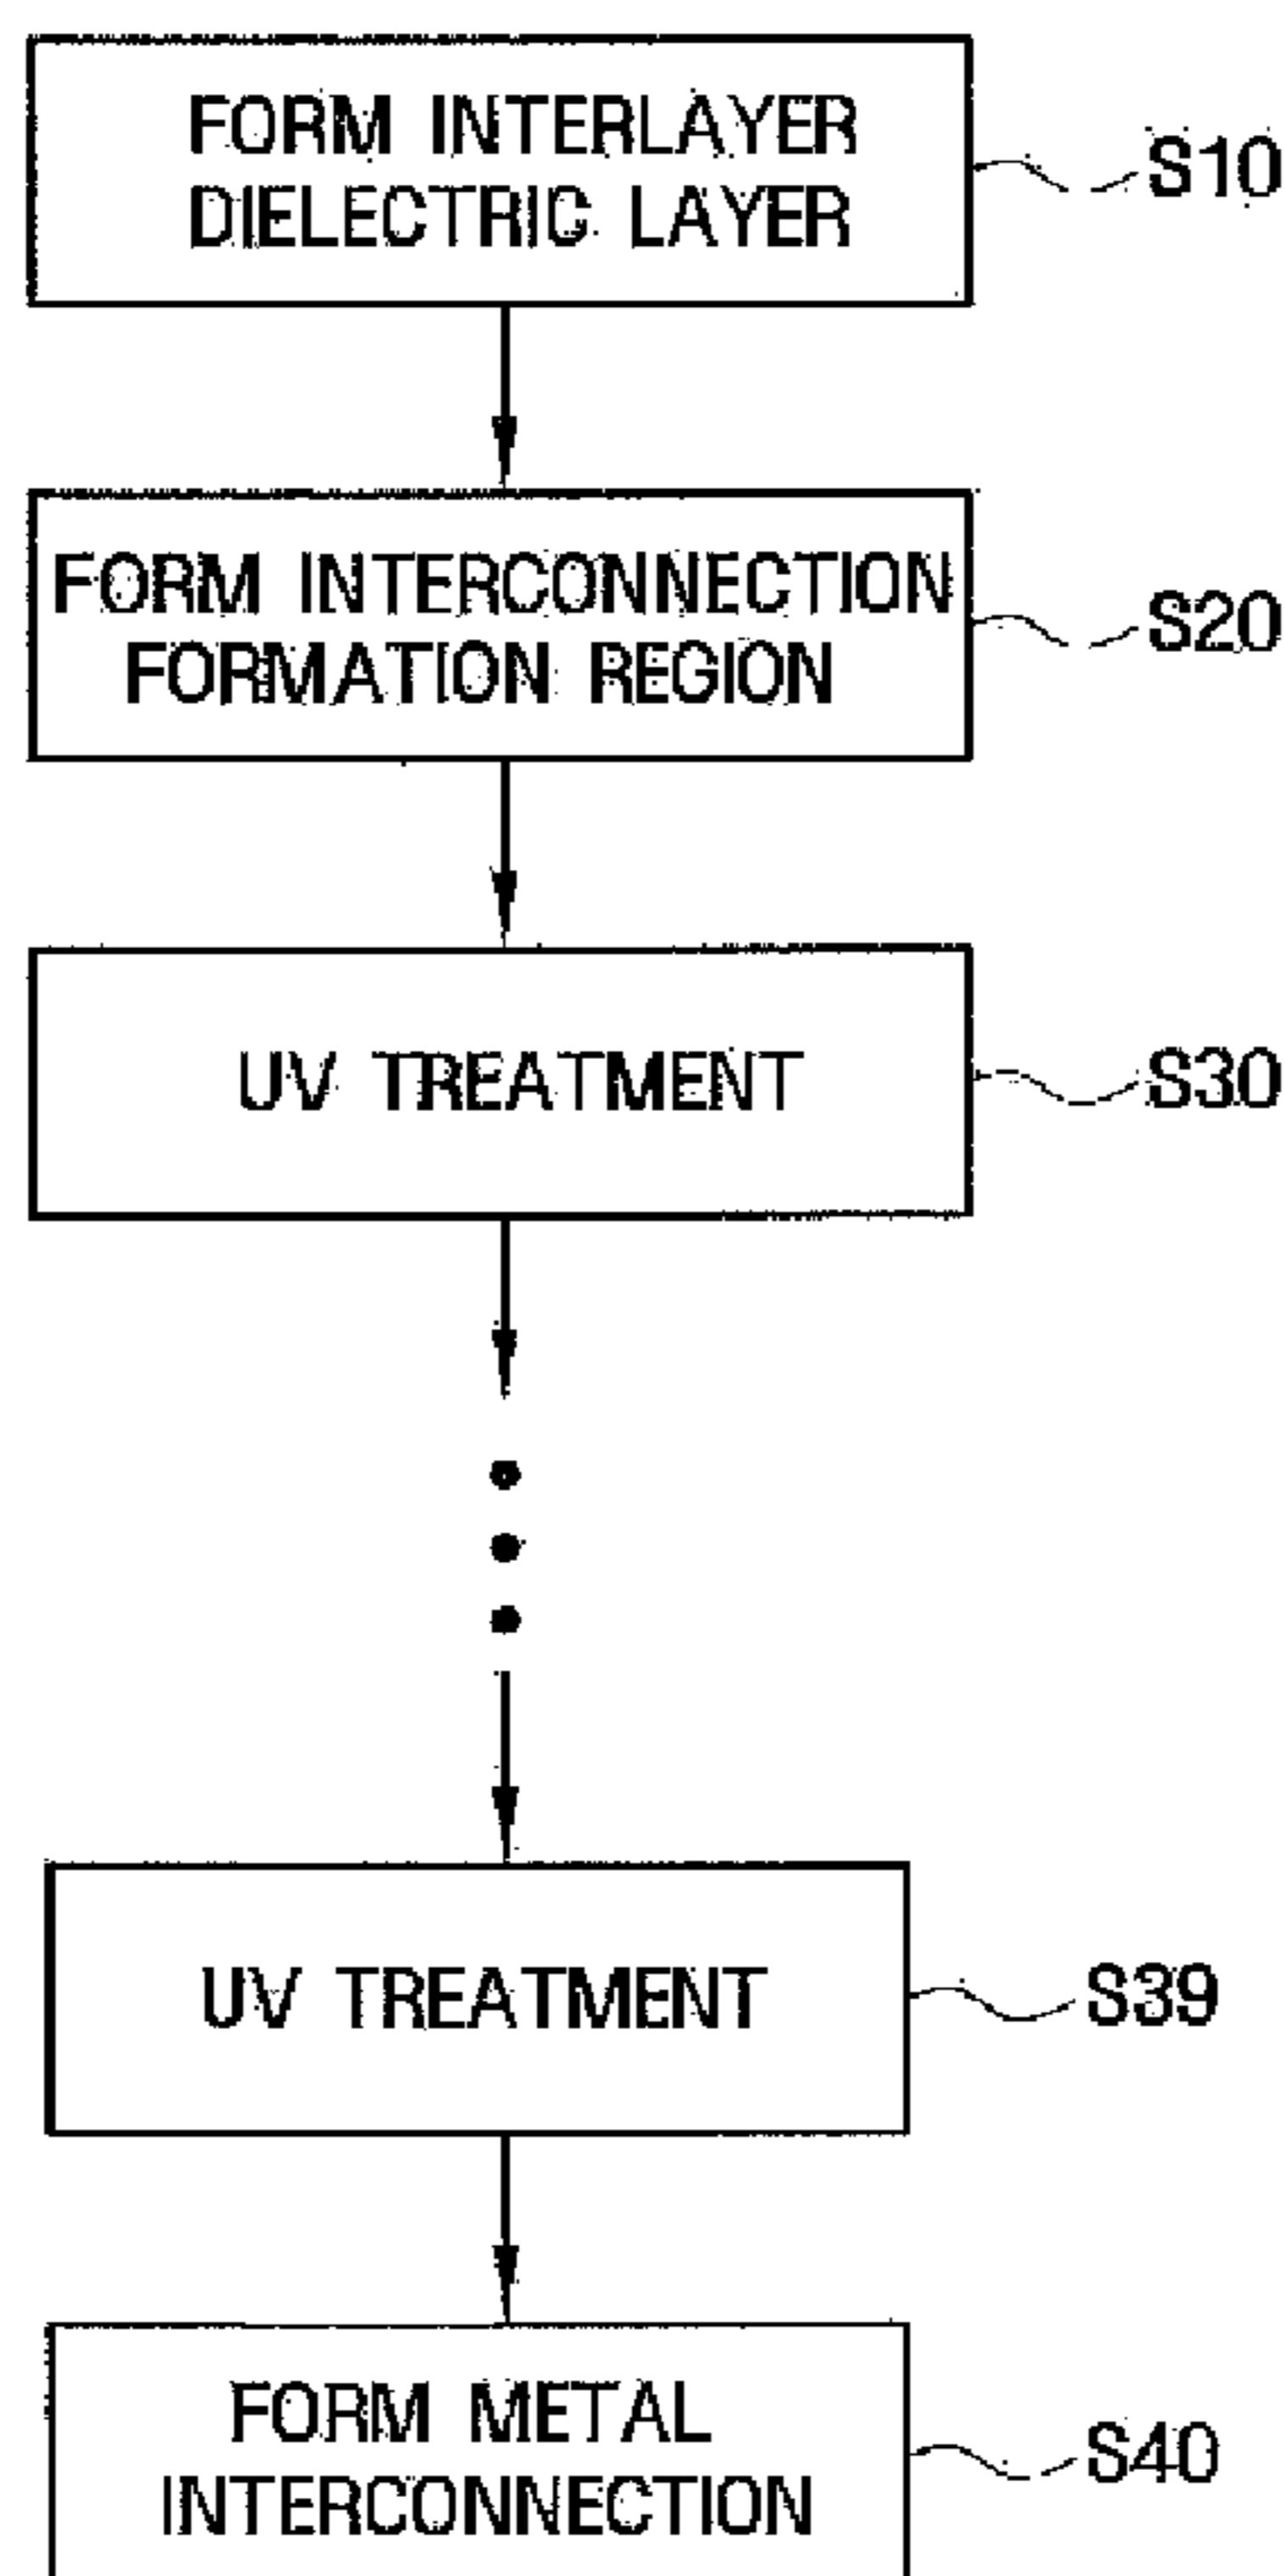 FORM INTERLAYER
DIELECTRIC LAYER
S10
FORM INTERCONNECTION
FORMATION REGION
S20
UV TREATMENT
S30
UV TREATMENT
S39
FORM METAL
INTERCONNECTION
S40